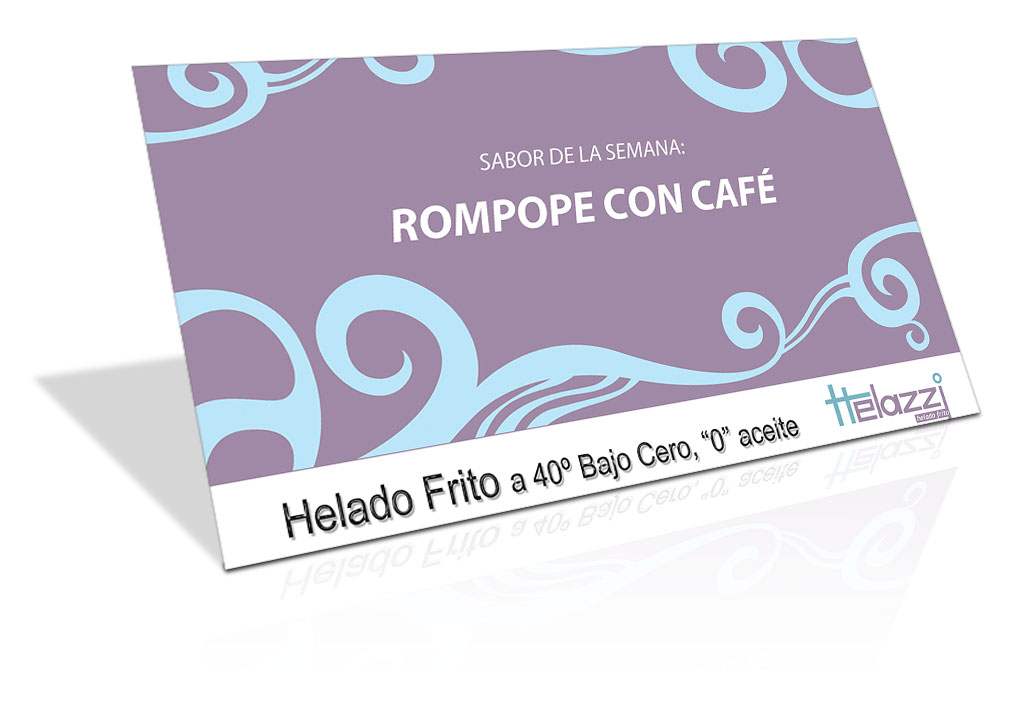 SABOR DE LA SEMANA:
ROMPOPE CON CAFÉ
Helazzi
helado frito
Helado Frito a 40º Bajo Cero, “0” aceite